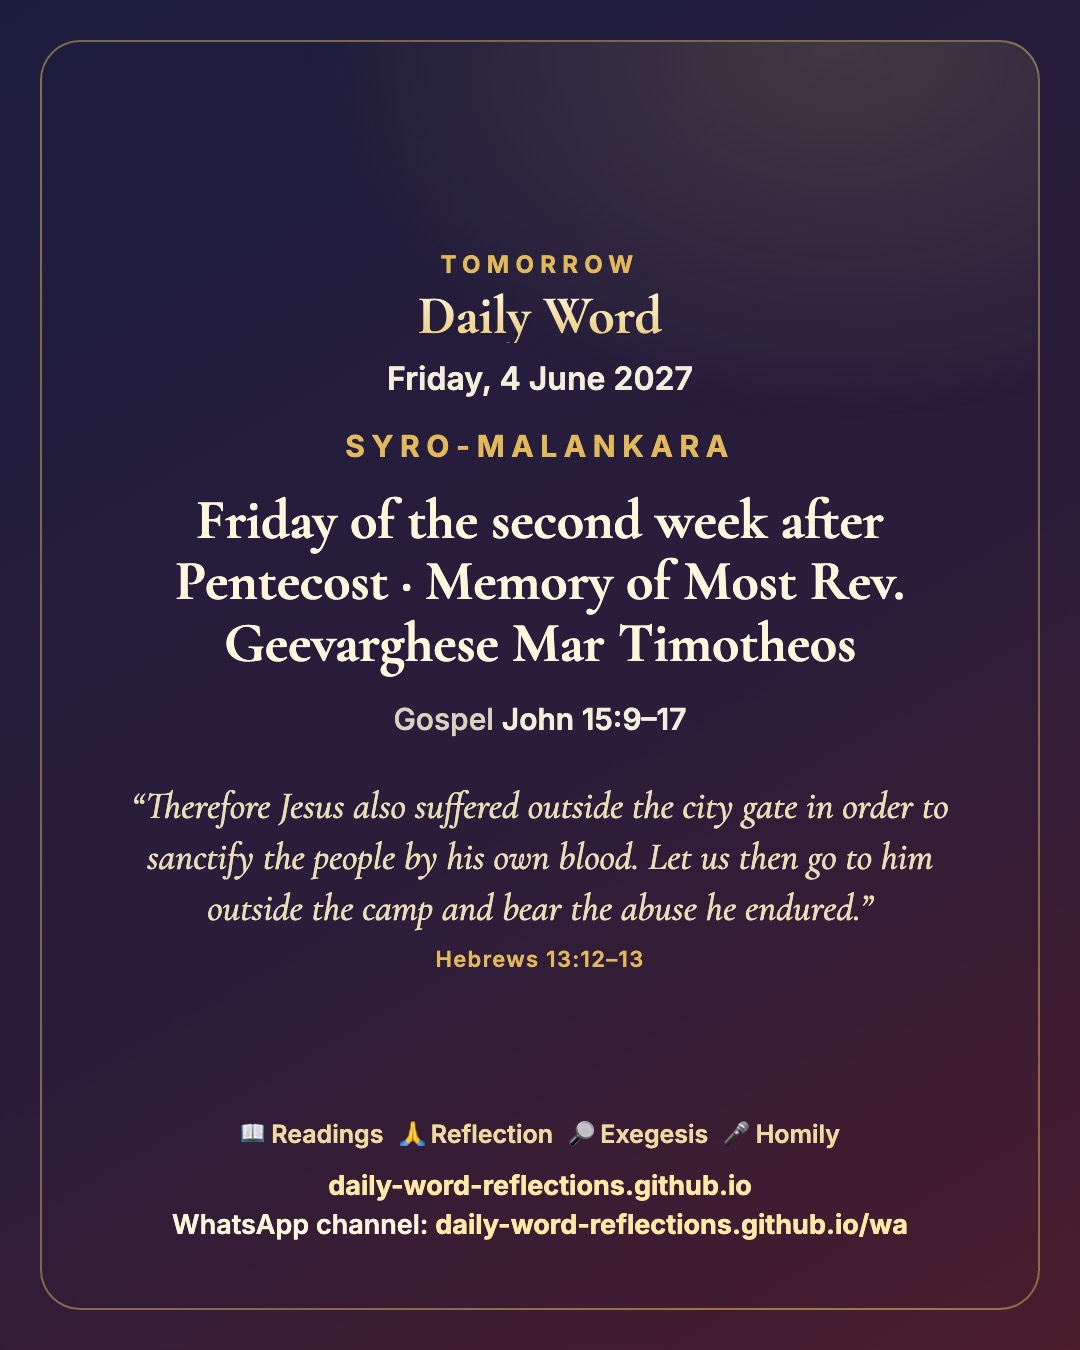 TOMORROW
Daily Word
Friday, 4 June 2027
SYRO-MALANKARA
Friday of the second week after
Pentecost · Memory of Most Rev.
Geevarghese Mar Timotheos
Gospel John 15:9–17
“Therefore Jesus also suffered outside the city gate in order to
sanctify the people by his own blood. Let us then go to him
outside the camp and bear the abuse he endured.”
Hebrews 13:12–13
📖 Readings 🙏 Reflection 🔎 Exegesis 🎤 Homily
daily-word-reflections.github.io
WhatsApp channel: daily-word-reflections.github.io/wa